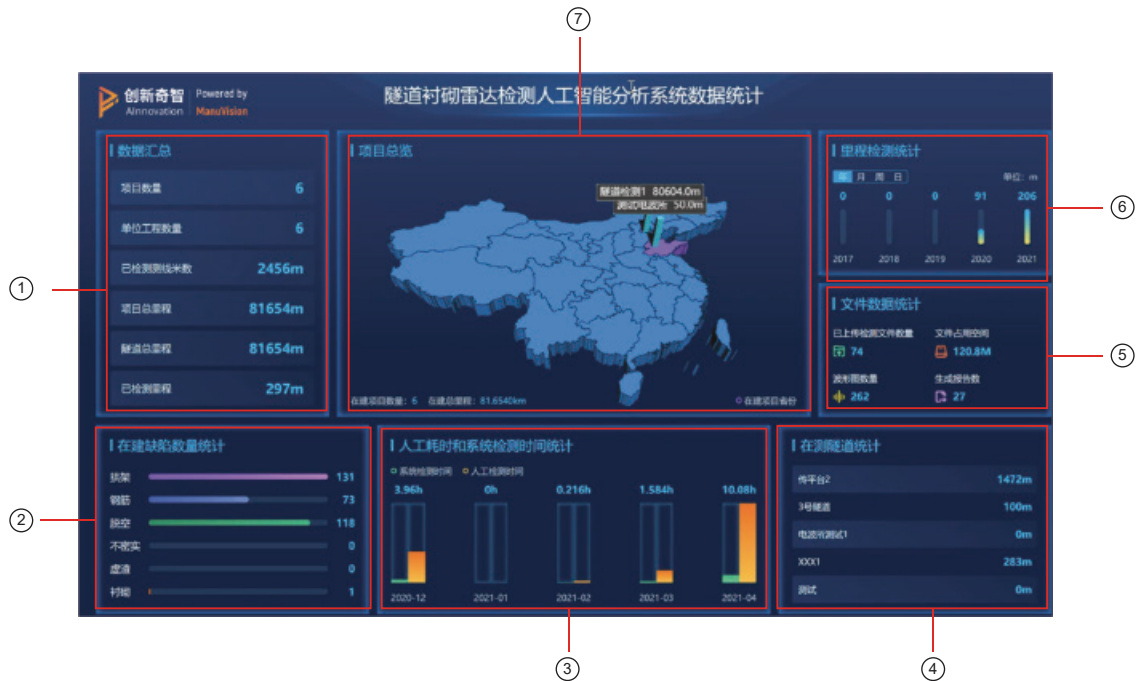 ⑦
创新奇智 Powered by
AInnovation ManuVision
隧道衬砌雷达检测人工智能分析系统数据统计
数据汇总
项目数量 6
单位工程数量 6
已检测测线米数 2456m
项目总里程 81654m
隧道总里程 81654m
已检测里程 297m
①
项目总览
隧道检测1 80604.0m
测试电波所 50.0m
在建项目数量: 6 在建总里程: 81.6540km
在建项目省份
里程检测统计
年 月 周 日 单位: m
0 0 0 91 206
2017 2018 2019 2020 2021
⑥
文件数据统计
已上传检测文件数量 文件占用空间
74 120.8M
波形图数量 生成报告数
262 27
⑤
在建缺陷数量统计
拱架 131
钢筋 73
脱空 118
不密实 0
虚渣 0
衬砌 1
②
人工耗时和系统检测时间统计
系统检测时间 人工检测时间
3.96h 0h 0.216h 1.584h 10.08h
2020-12 2021-01 2021-02 2021-03 2021-04
③
在测隧道统计
传平台2 1472m
3号隧道 100m
电波所测试1 0m
XXX1 283m
测试 0m
④